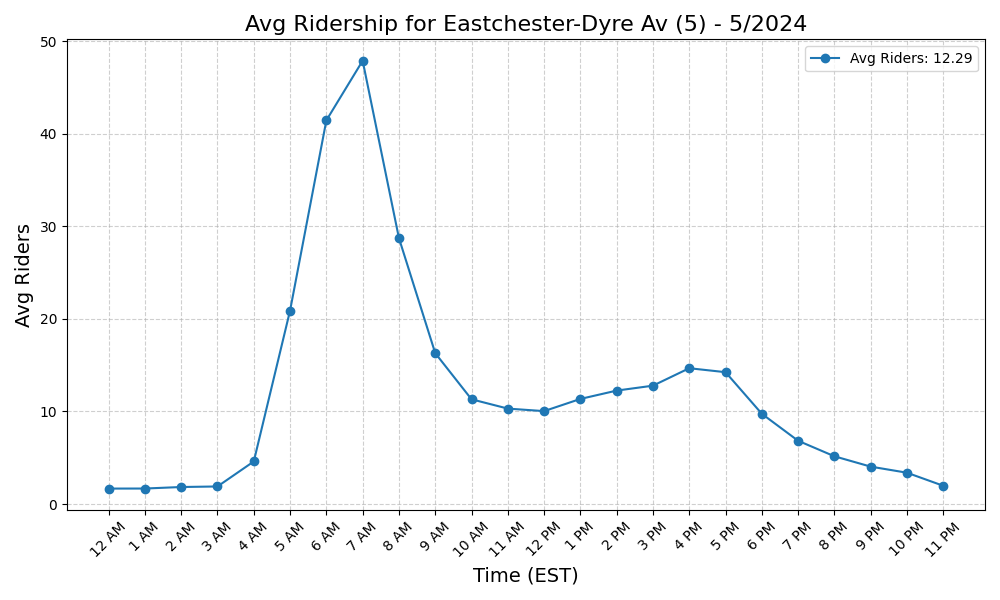 Avg Ridership for Eastchester-Dyre Av (5) - 5/2024
Avg Riders: 12.29
Avg Riders
50
40
30
20
10
0
12 AM
1 AM
2 AM
3 AM
4 AM
5 AM
6 AM
7 AM
8 AM
9 AM
10 AM
11 AM
12 PM
1 PM
2 PM
3 PM
4 PM
5 PM
6 PM
7 PM
8 PM
9 PM
10 PM
11 PM
Time (EST)